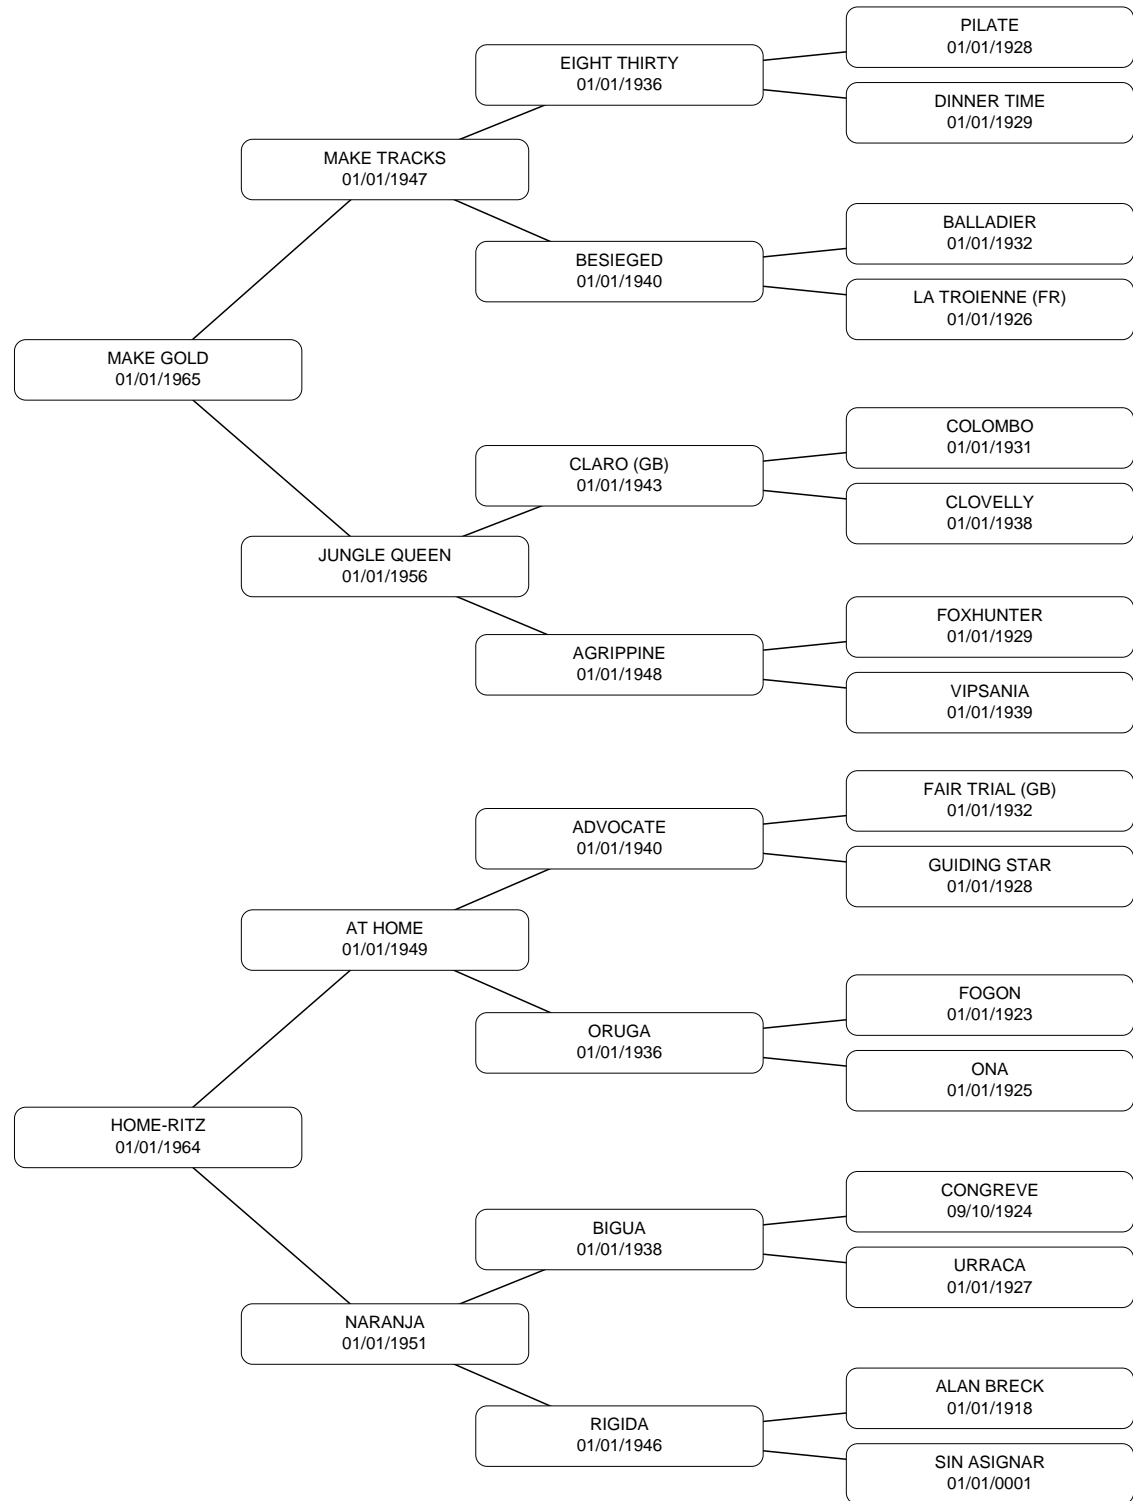 PILATE
01/01/1928
EIGHT THIRTY
01/01/1936
DINNER TIME
01/01/1929
MAKE TRACKS
01/01/1947
BALLADIER
01/01/1932
BESIEGED
01/01/1940
LA TROIENNE (FR)
01/01/1926
MAKE GOLD
01/01/1965
COLOMBO
01/01/1931
CLARO (GB)
01/01/1943
CLOVELLY
01/01/1938
JUNGLE QUEEN
01/01/1956
FOXHUNTER
01/01/1929
AGRIPPINE
01/01/1948
VIPSANIA
01/01/1939
FAIR TRIAL (GB)
01/01/1932
ADVOCATE
01/01/1940
GUIDING STAR
01/01/1928
AT HOME
01/01/1949
FOGON
01/01/1923
ORUGA
01/01/1936
ONA
01/01/1925
HOME-RITZ
01/01/1964
CONGREVE
09/10/1924
BIGUA
01/01/1938
URRACA
01/01/1927
NARANJA
01/01/1951
ALAN BRECK
01/01/1918
RIGIDA
01/01/1946
SIN ASIGNAR
01/01/0001